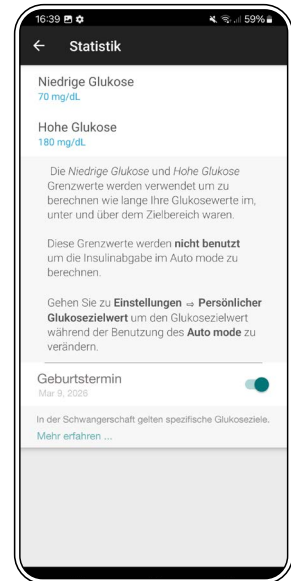 16:39 59%
Statistik
Niedrige Glukose
70 mg/dL
Hohe Glukose
180 mg/dL
Die Niedrige Glukose und Hohe Glukose
Grenzwerte werden verwendet um zu
berechnen wie lange Ihre Glukosewerte im,
unter und über dem Zielbereich waren.
Diese Grenzwerte werden nicht benutzt
um die Insulinabgabe im Auto mode zu
berechnen.
Gehen Sie zu Einstellungen ⇨ Persönlicher
Glukosezielwert um den Glukosezielwert
während der Benutzung des Auto mode zu
verändern.
Geburtstermin
Mar 9, 2026
In der Schwangerschaft gelten spezifische Glukoseziele.
Mehr erfahren ...